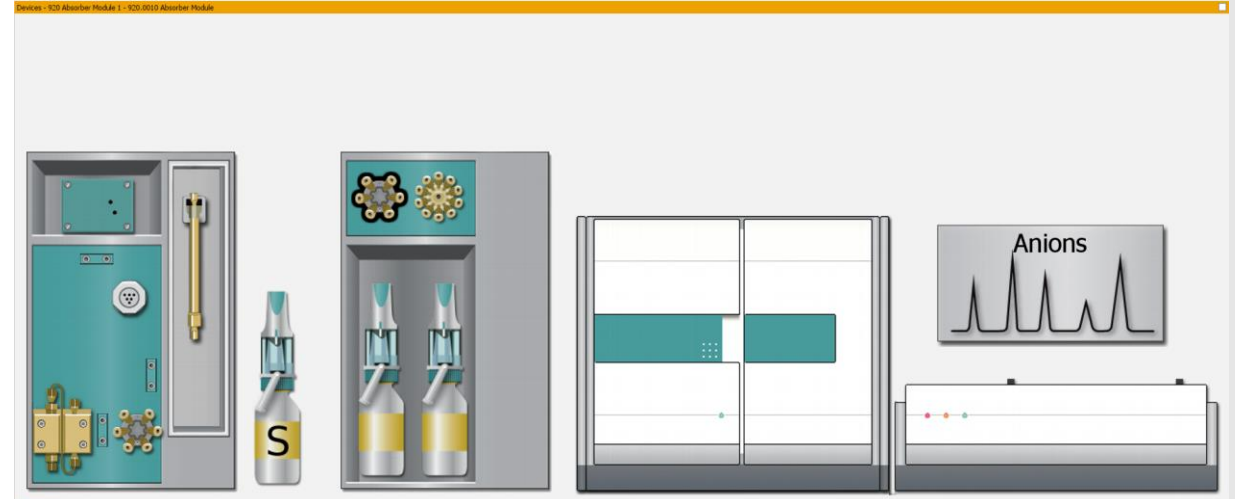 Devices - 920 Absorber Module 1 - 920.0010 Absorber Module
Anions
S